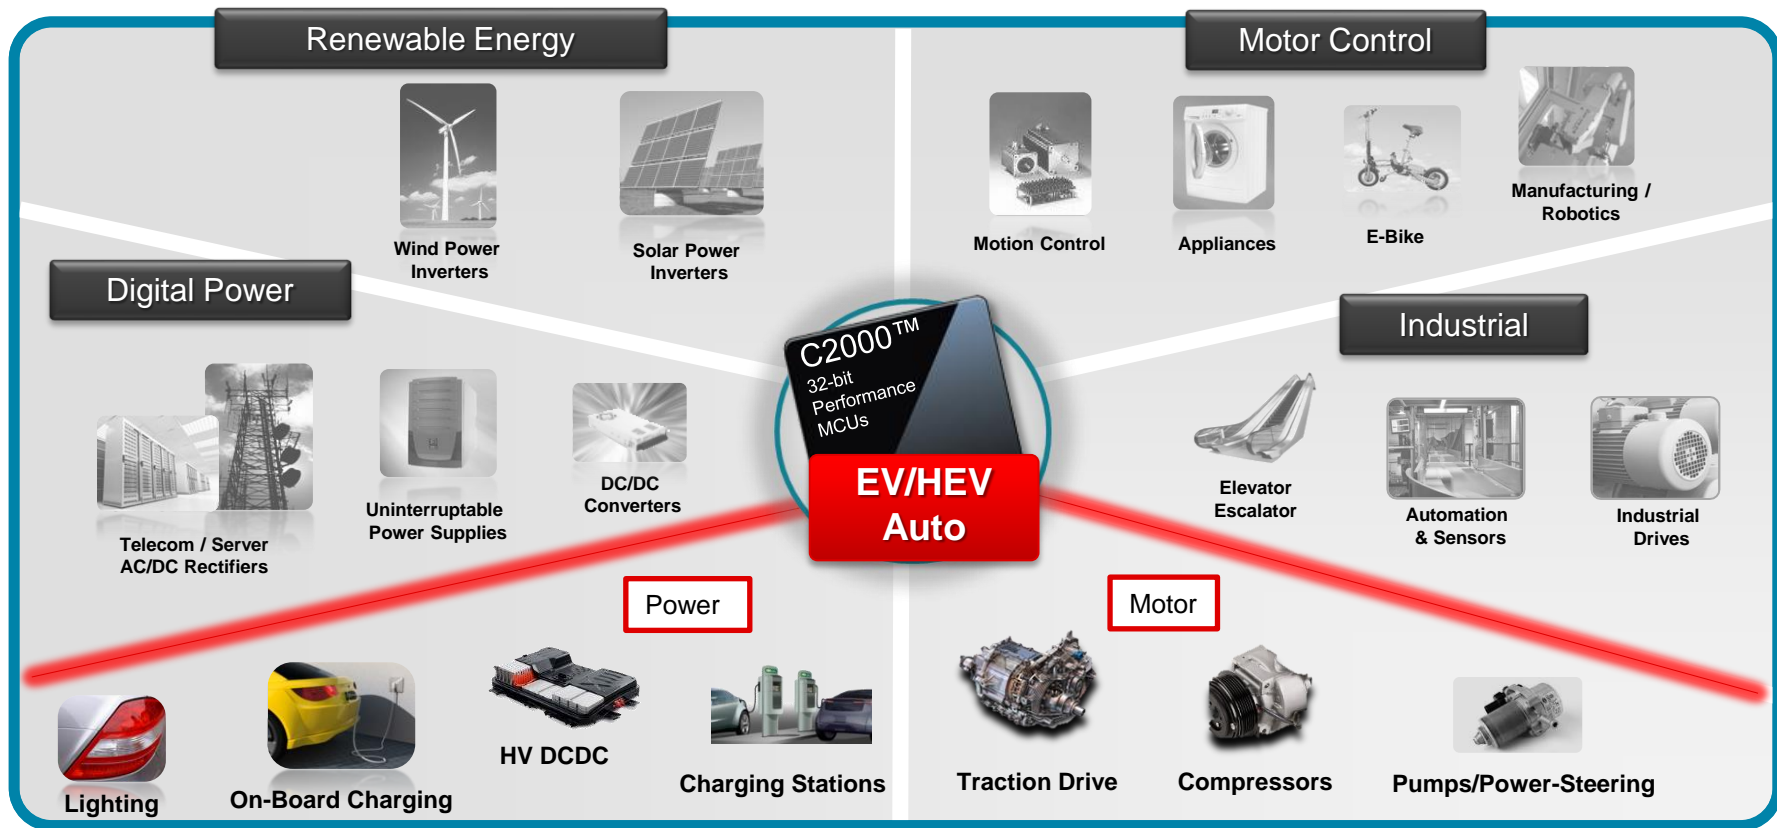 Renewable Energy
Motor Control
Wind Power
Inverters
Solar Power
Inverters
Motion Control
Appliances
E-Bike
Manufacturing /
Robotics
Digital Power
Industrial
C2000™
32-bit
Performance
MCUs
EV/HEV
Auto
Telecom / Server
AC/DC Rectifiers
Uninterruptable
Power Supplies
DC/DC
Converters
Elevator
Escalator
Automation
& Sensors
Industrial
Drives
Power
Motor
Lighting
On-Board Charging
HV DCDC
Charging Stations
Traction Drive
Compressors
Pumps/Power-Steering